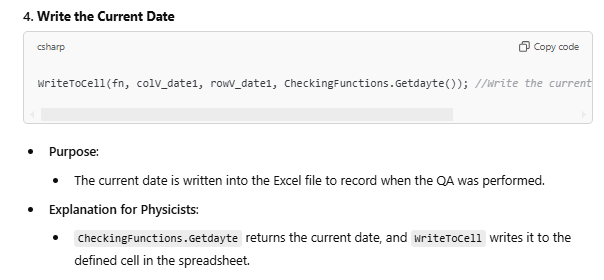 4. Write the Current Date
csharp
Copy code
WriteToCell(fn, colV_date1, rowV_date1, CheckingFunctions.Getdayte()); //Write the current
• Purpose:
• The current date is written into the Excel file to record when the QA was performed.
• Explanation for Physicists:
• CheckingFunctions.Getdayte returns the current date, and WriteToCell writes it to the
defined cell in the spreadsheet.